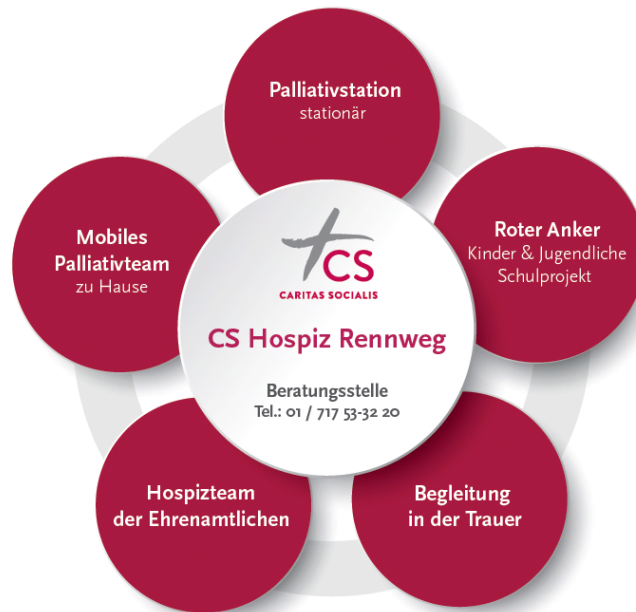 Palliativstation
stationär
Roter Anker
Kinder & Jugendliche
Schulprojekt
Mobiles
Palliativteam
zu Hause
CS
CARITAS SOCIALIS
CS Hospiz Rennweg
Beratungsstelle
Tel.: 01 / 717 53-32 20
Hospizteam
der Ehrenamtlichen
Begleitung
in der Trauer